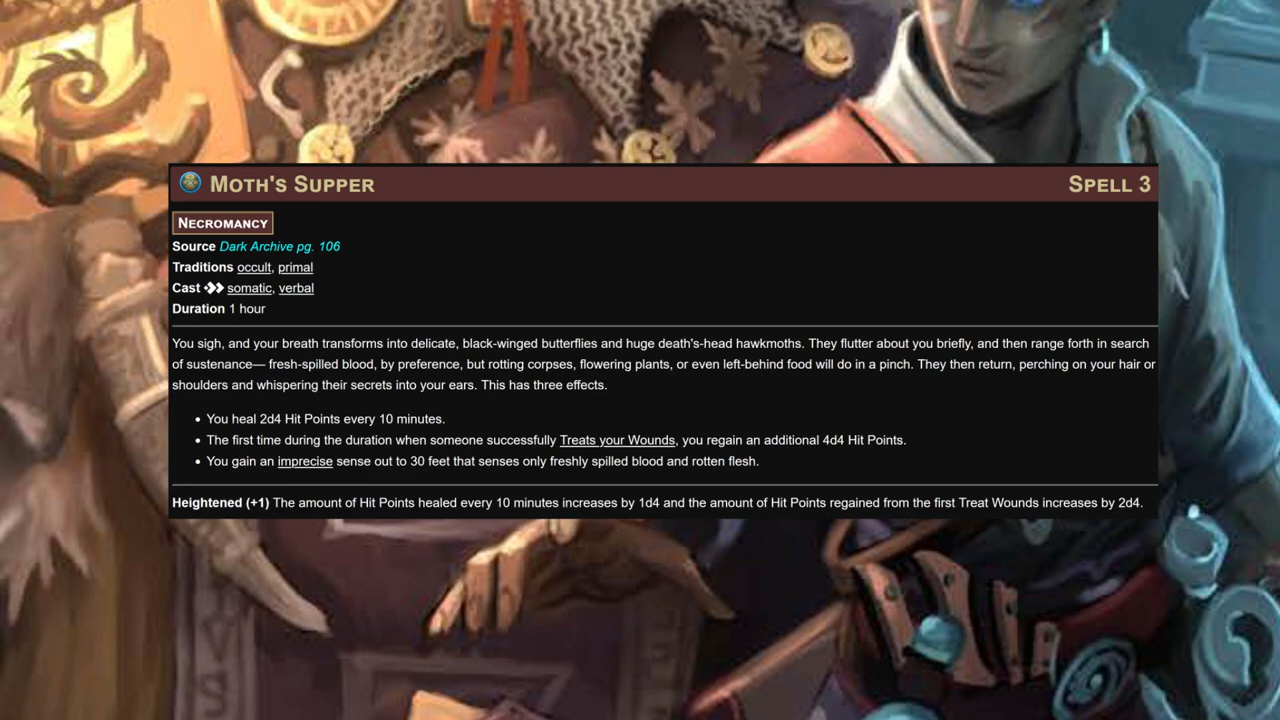 Moth's Supper Spell 3
Necromancy
Source Dark Archive pg. 106
Traditions occult, primal
Cast somatic, verbal
Duration 1 hour
You sigh, and your breath transforms into delicate, black-winged butterflies and huge death's-head hawkmoths. They flutter about you briefly, and then range forth in search
of sustenance— fresh-spilled blood, by preference, but rotting corpses, flowering plants, or even left-behind food will do in a pinch. They then return, perching on your hair or
shoulders and whispering their secrets into your ears. This has three effects.
• You heal 2d4 Hit Points every 10 minutes.
• The first time during the duration when someone successfully Treats your Wounds, you regain an additional 4d4 Hit Points.
• You gain an imprecise sense out to 30 feet that senses only freshly spilled blood and rotten flesh.
Heightened (+1) The amount of Hit Points healed every 10 minutes increases by 1d4 and the amount of Hit Points regained from the first Treat Wounds increases by 2d4.